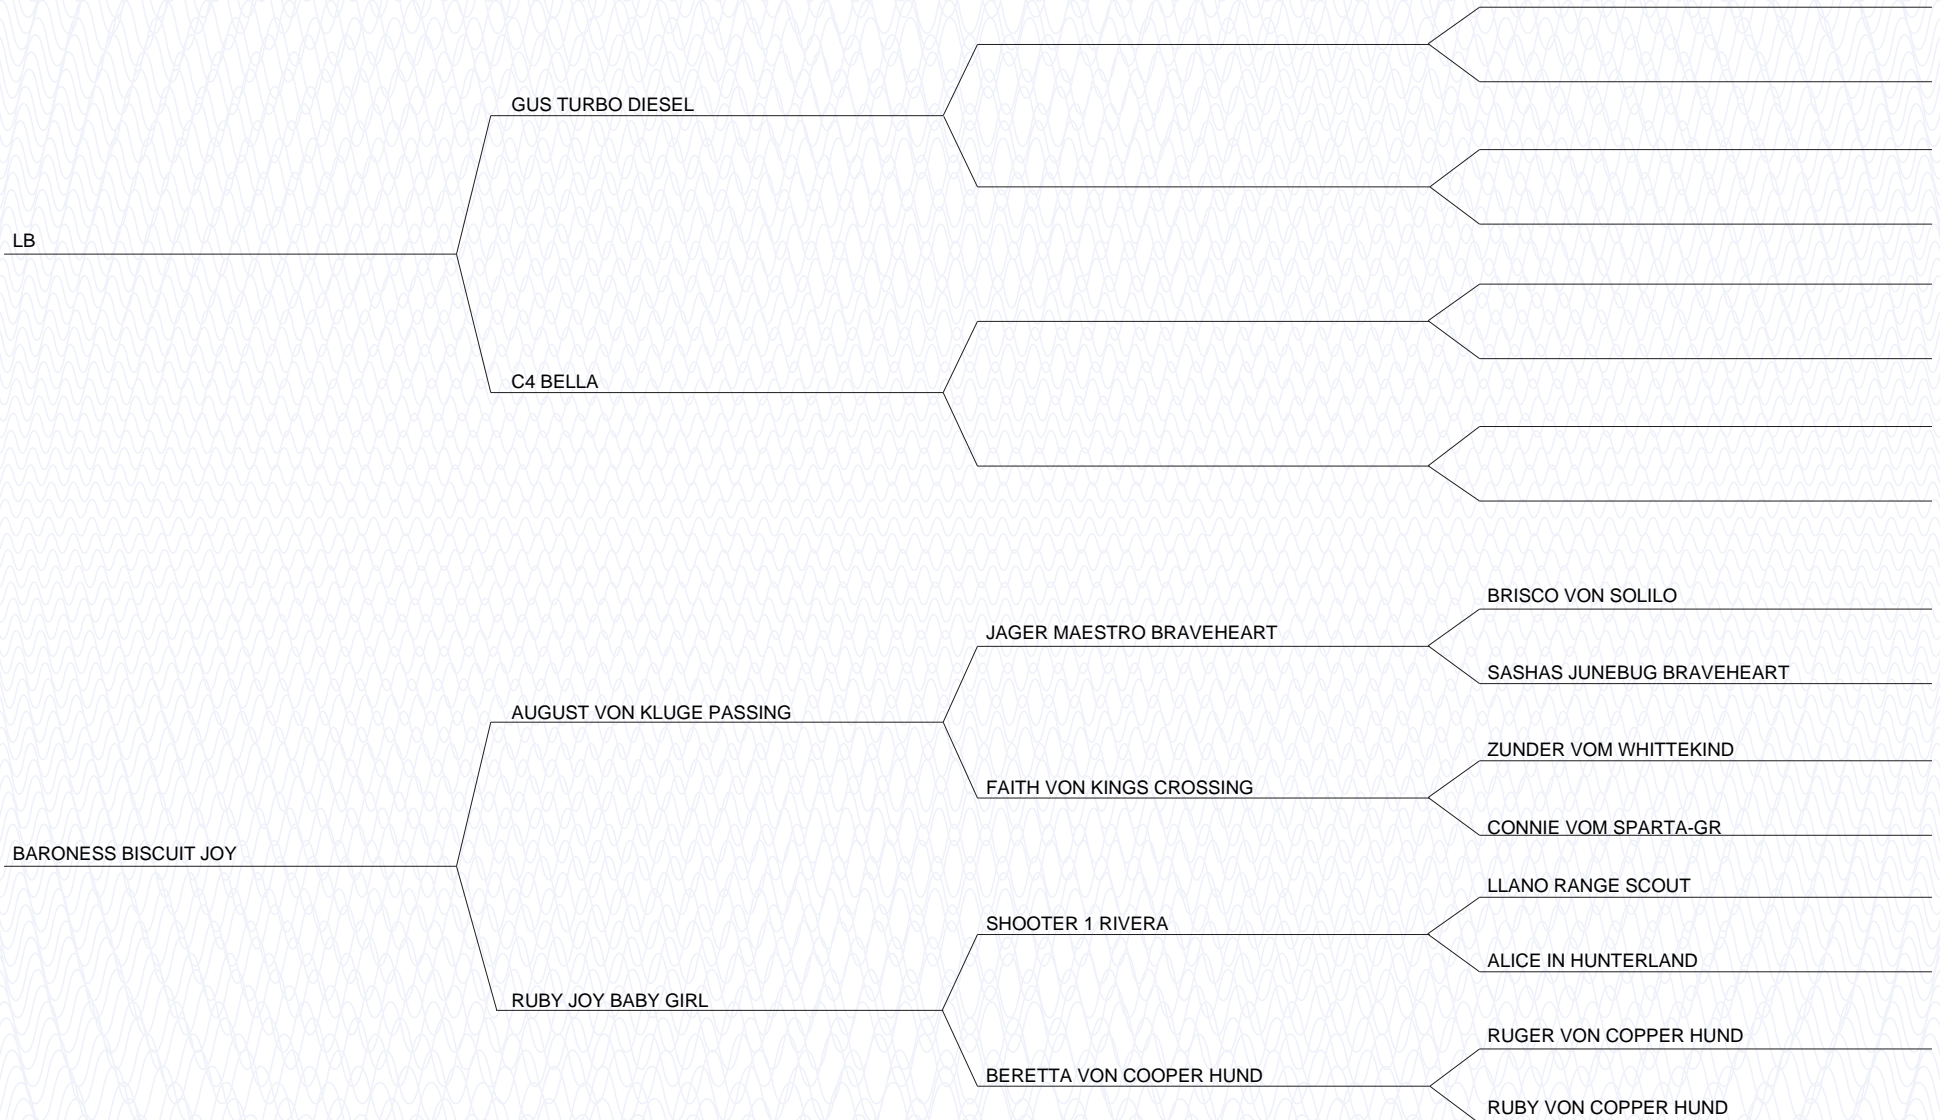 GUS TURBO DIESEL
LB
C4 BELLA
BRISCO VON SOLILO
JAGER MAESTRO BRAVEHEART
SASHAS JUNEBUG BRAVEHEART
AUGUST VON KLUGE PASSING
ZUNDER VOM WHITTEKIND
FAITH VON KINGS CROSSING
CONNIE VOM SPARTA-GR
BARONESS BISCUIT JOY
LLANO RANGE SCOUT
SHOOTER 1 RIVERA
ALICE IN HUNTERLAND
RUBY JOY BABY GIRL
RUGER VON COPPER HUND
BERETTA VON COOPER HUND
RUBY VON COPPER HUND